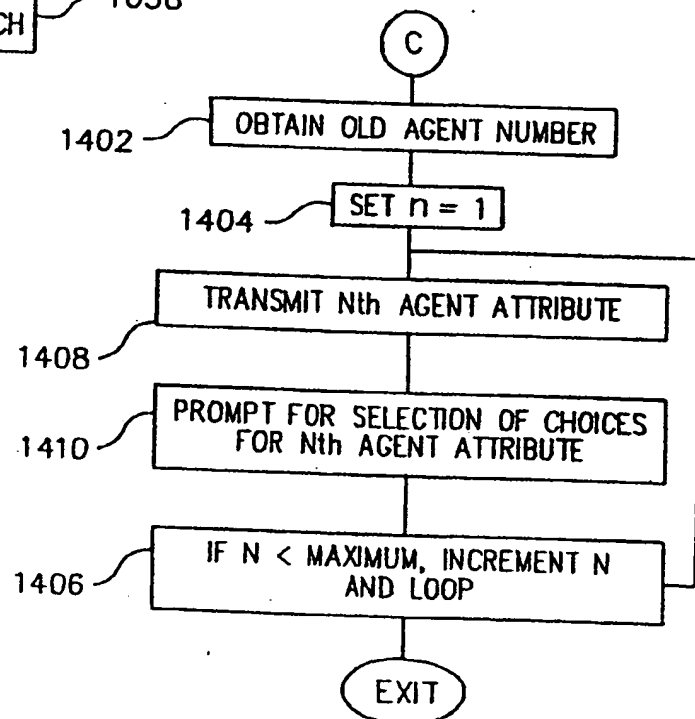 CH
C
1402
OBTAIN OLD AGENT NUMBER
1404
SET n = 1
TRANSMIT Nth AGENT ATTRIBUTE
1408
PROMPT FOR SELECTION OF CHOICES
FOR Nth AGENT ATTRIBUTE
1410
IF N < MAXIMUM, INCREMENT N
AND LOOP
1406
EXIT